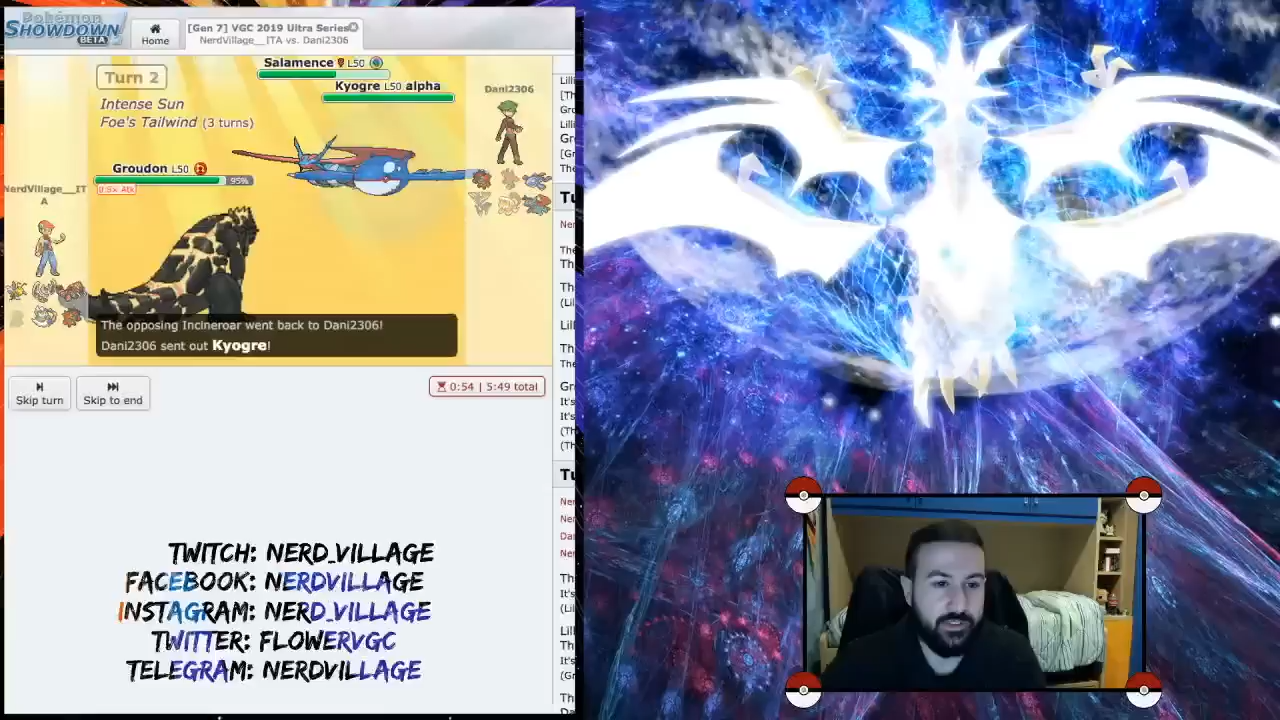 Pokémon
SHOWDOWN
BETA
Home
[Gen 7] VGC 2019 Ultra Series
NerdVillage__ITA vs. Dani2306
Turn 2
Intense Sun
Foe's Tailwind (3 turns)
Salamence L50
Kyogre L50 alpha
Dani2306
Groudon L50
95%
0.5× Atk
NerdVillage__IT
A
The opposing Incineroar went back to Dani2306!
Dani2306 sent out Kyogre!
Skip turn
Skip to end
0:54 | 5:49 total
TWITCH: NERD_VILLAGE
FACEBOOK: NERDVILLAGE
INSTAGRAM: NERD_VILLAGE
TWITTER: FLOWERVGC
TELEGRAM: NERDVILLAGE